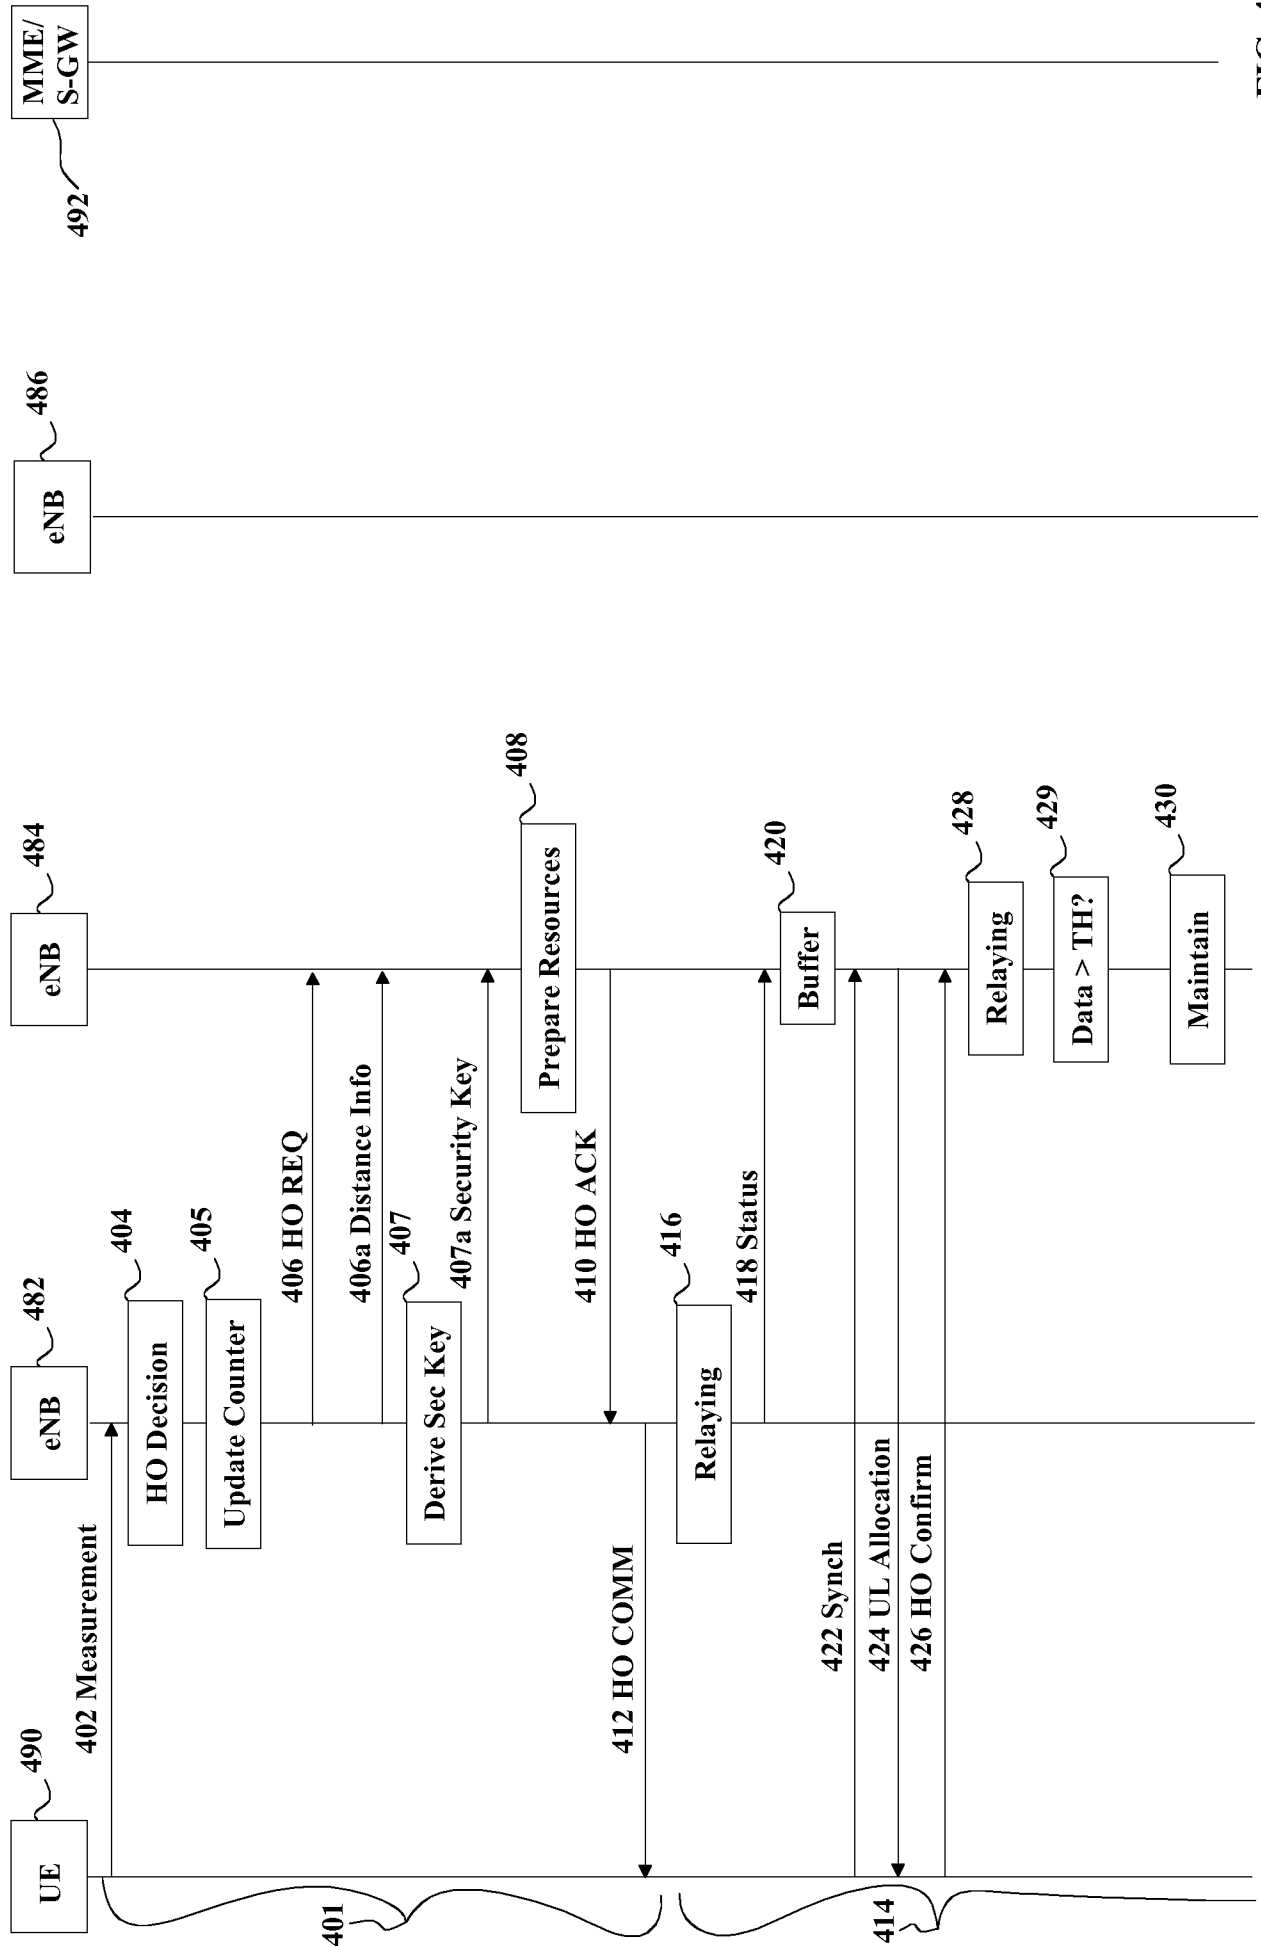 UE
490
eNB
482
eNB
484
eNB
486
MME/
S-GW
492
402 Measurement
HO Decision
404
Update Counter
405
406 HO REQ
406a Distance Info
Derive Sec Key
407
407a Security Key
Prepare Resources
408
410 HO ACK
412 HO COMM
401
Relaying
416
418 Status
Buffer
420
422 Synch
424 UL Allocation
426 HO Confirm
414
Relaying
428
Data > TH?
429
Maintain
430